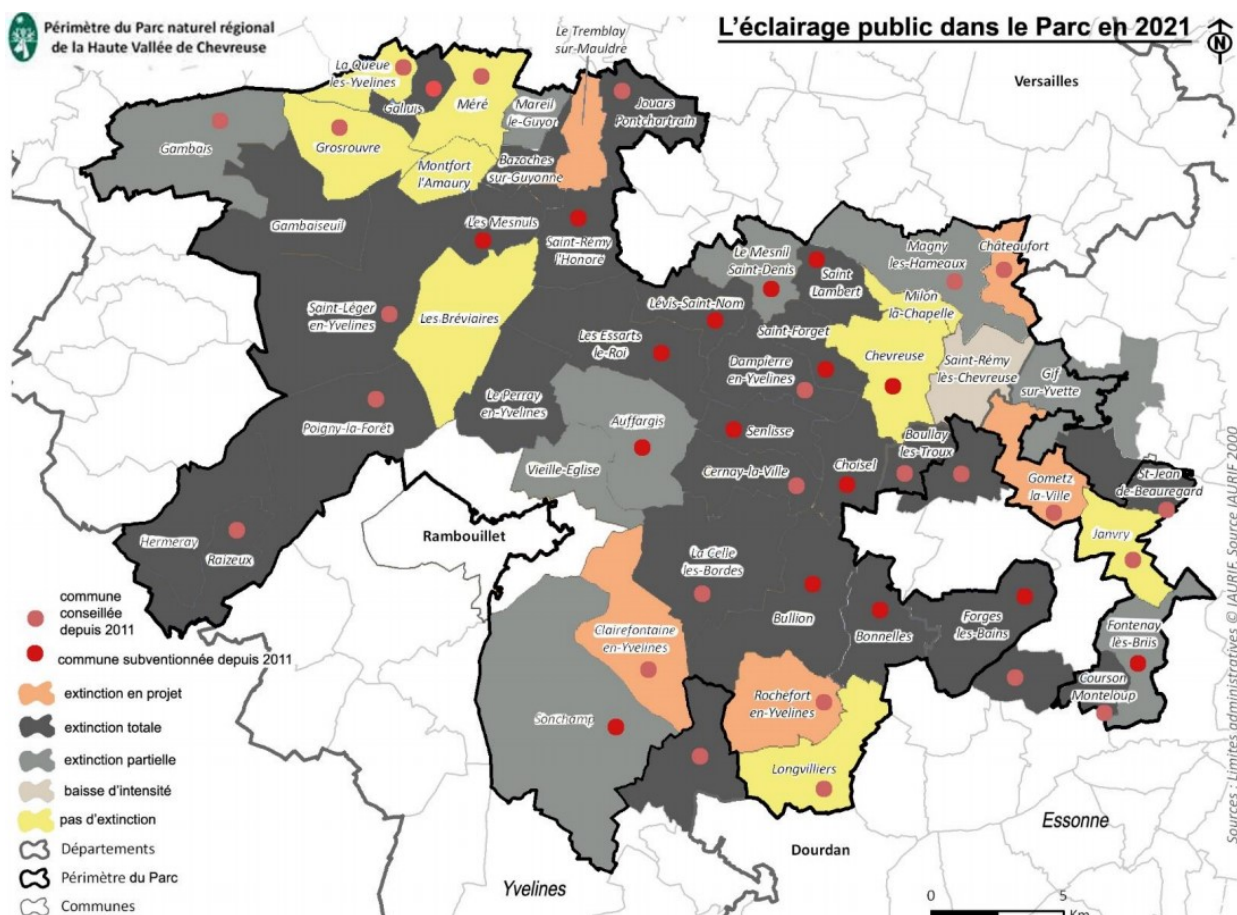 Périmètre du Parc naturel régional
de la Haute Vallée de Chevreuse
L'éclairage public dans le Parc en 2021
N
Le Tremblay
sur-Mauldre
Versailles
La Queue
les-Yvelines
Galluis
Méré
Mareil
le-Guyon
Jouars
Pontchartrain
Gambais
Grosrouvre
Montfort
l'Amaury
Bazoches
sur-Guyonne
Gambaiseuil
Les Mesnuls
Saint-Rémy
l'Honoré
Le Mesnil
Saint-Denis
Saint
Lambert
Magny
les-Hameaux
Châteaufort
Saint-Léger
en-Yvelines
Les Bréviaires
Lévis-Saint-Nom
Milon
la-Chapelle
Les Essarts
le-Roi
Saint-Forget
Dampierre
en-Yvelines
Chevreuse
Saint-Rémy
lès-Chevreuse
Gif
sur-Yvette
Poigny-la-Forêt
Le Perray
en-Yvelines
Auffargis
Senlisse
Boullay
les-Troux
Vieille-Eglise
Cernay-la-Ville
Choisel
Gometz
la-Ville
St-Jean
de-Beauregard
Hermeray
Raizeux
Rambouillet
Janvry
La Celle
les-Bordes
Bullion
Bonnelles
Forges
les-Bains
Fontenay
lès-Briis
Clairefontaine
en-Yvelines
Rochefort
en-Yvelines
Courson
Monteloup
Sonchamp
Longvilliers
Essonne
Dourdan
Yvelines
commune
conseillée
depuis 2011
commune subventionnée depuis 2011
extinction en projet
extinction totale
extinction partielle
baisse d'intensité
pas d'extinction
Départements
Périmètre du Parc
Communes
0 5
Km
Sources : Limites administratives © IAURIF, Source IAURIF 2000